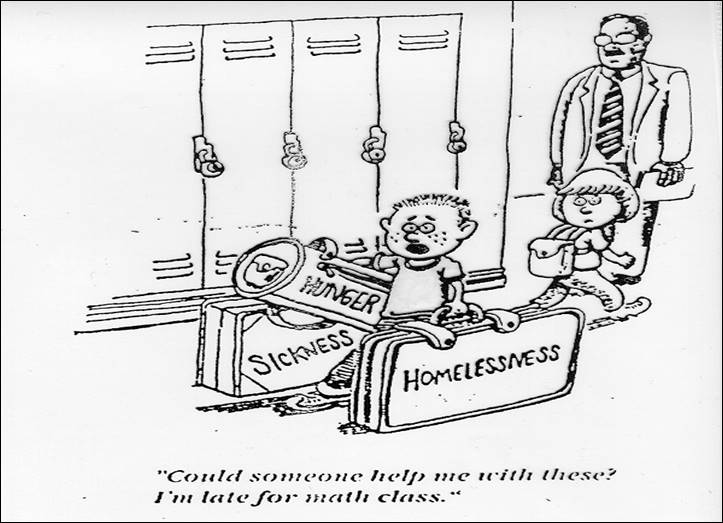 HUNGER
SICKNESS
HOMELESSNESS
"Could someone help me with these?
I'm late for math class."